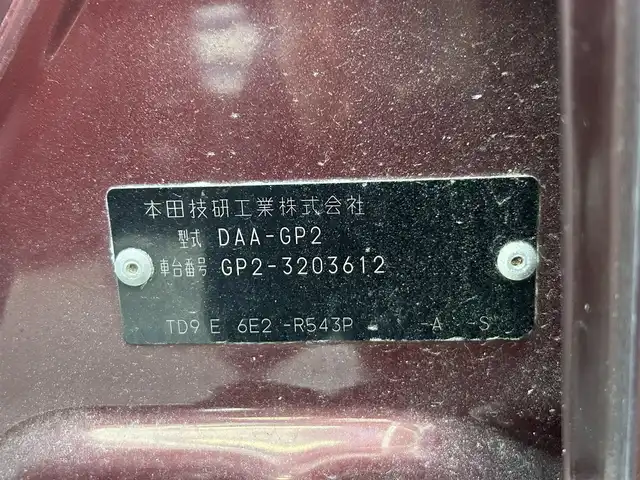 本田技研工業株式会社
型式 DAA-GP2
車台番号 GP2-3203612
TD9 E 6E2 -R543P - -A -S